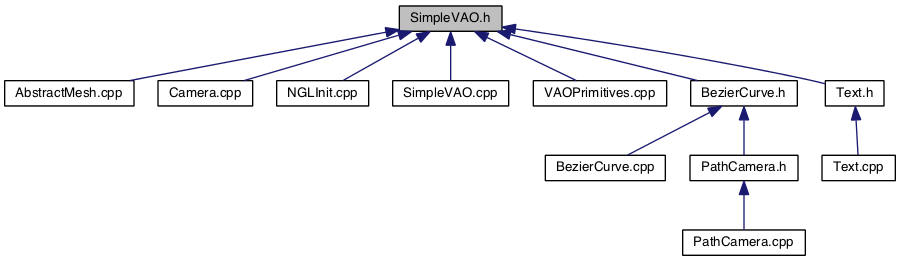 SimpleVAO.h
AbstractMesh.cpp
Camera.cpp
NGLInit.cpp
SimpleVAO.cpp
VAOPrimitives.cpp
BezierCurve.h
Text.h
BezierCurve.cpp
PathCamera.h
Text.cpp
PathCamera.cpp